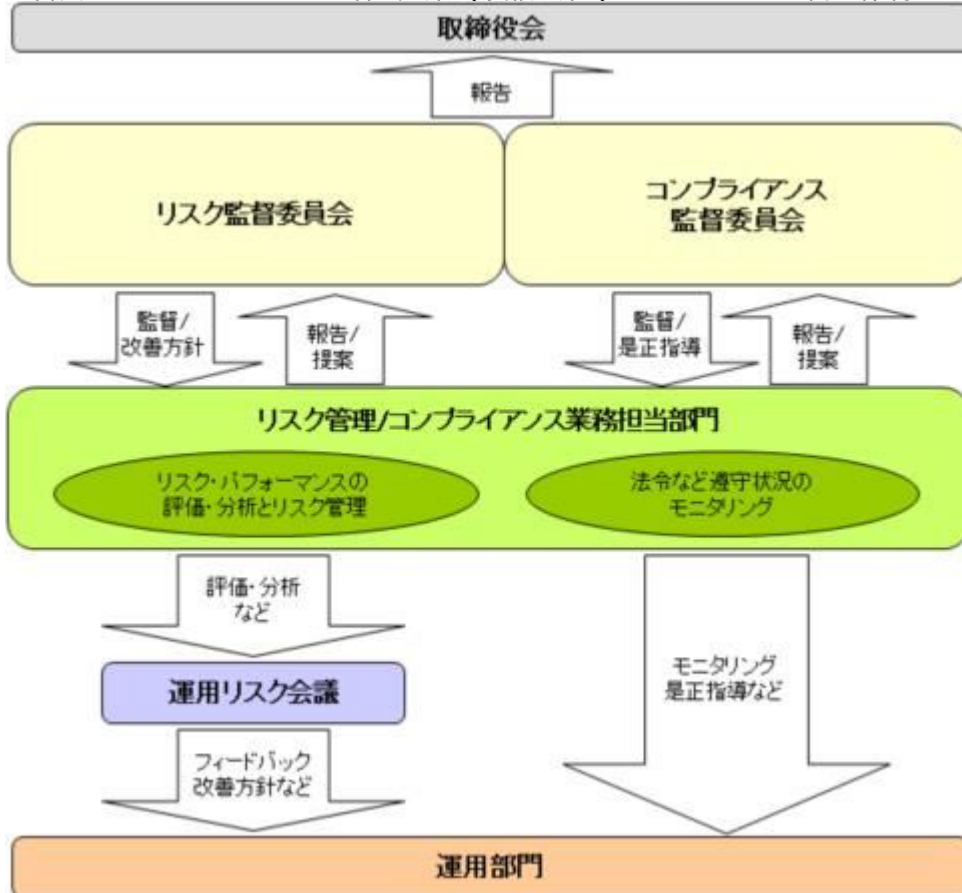 取締役会
報告
リスク監督委員会
コンプライアンス
監督委員会
監督/
改善方針
報告/
提案
監督/
是正指導
報告/
提案
リスク管理/コンプライアンス業務担当部門
リスク・パフォーマンスの
評価・分析とリスク管理
法令など遵守状況の
モニタリング
評価・分析
など
運用リスク会議
モニタリング
是正指導など
フィードバック
改善方針など
運用部門